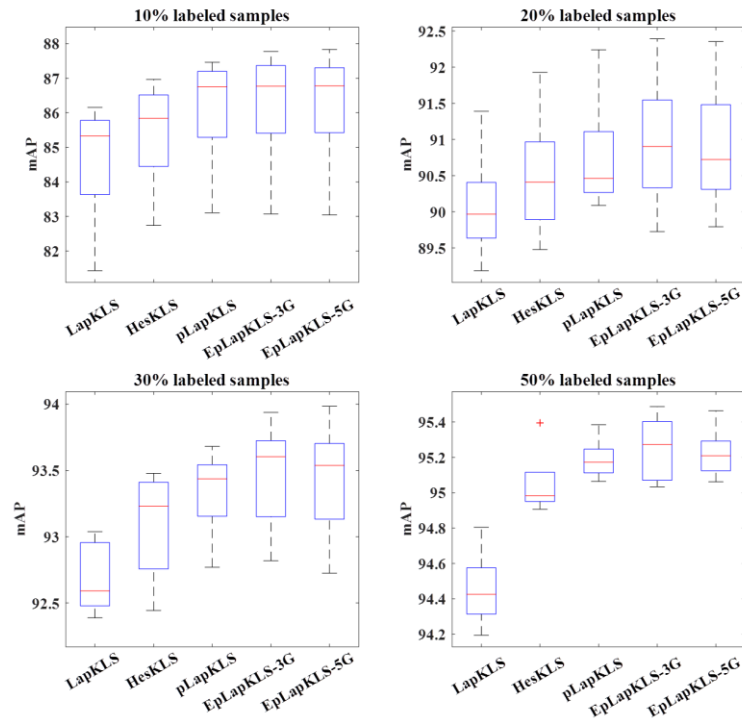 10% labeled samples
88
87
86
85
84
83
82
mAP
LapKLS
HesKLS
pLapKLS
EpLapKLS-3G
EpLapKLS-5G
20% labeled samples
92.5
92
91.5
91
90.5
90
89.5
mAP
LapKLS
HesKLS
pLapKLS
EpLapKLS-3G
EpLapKLS-5G
30% labeled samples
94
93.5
93
92.5
mAP
LapKLS
HesKLS
pLapKLS
EpLapKLS-3G
EpLapKLS-5G
50% labeled samples
95.4
95.2
95
94.8
94.6
94.4
94.2
mAP
LapKLS
HesKLS
pLapKLS
EpLapKLS-3G
EpLapKLS-5G